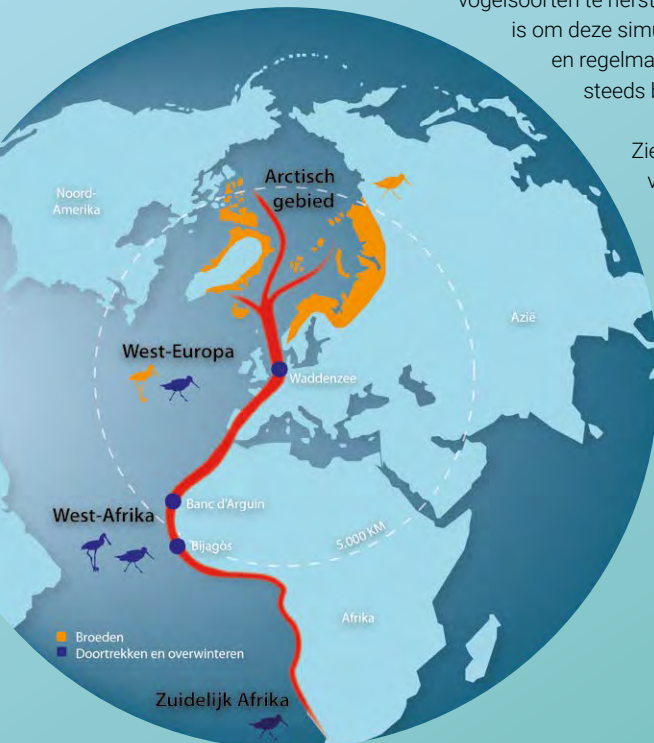 vogelsoorten te herst
is om deze simu
en regelma
steeds b
Zie
v
Arctisch
gebied
Noord-
Amerika
Azië
West-Europa
Waddenzee
Banc d'Arguin
West-Afrika
Bijagós
5.000 KM
Afrika
Broeden
Doortrekken en overwinteren
Zuidelijk Afrika